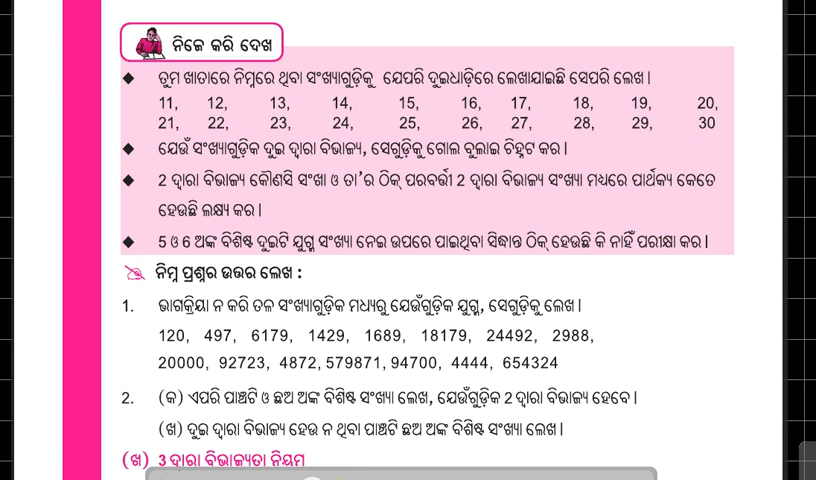 ନିଜେ କରି ଦେଖ
◆ ତୁମ ଖାତାରେ ନିମ୍ନରେ ଥିବା ସଂଖ୍ୟାଗୁଡ଼ିକୁ ଯେପରି ଦୁଇଧାଡ଼ିରେ ଲେଖାଯାଇଛି ସେପରି ଲେଖ।
11, 12, 13, 14, 15, 16, 17, 18, 19, 20,
21, 22, 23, 24, 25, 26, 27, 28, 29, 30
◆ ଯେଉଁ ସଂଖ୍ୟାଗୁଡ଼ିକ ଦୁଇ ଦ୍ୱାରା ବିଭାଜ୍ୟ, ସେଗୁଡ଼ିକୁ ଗୋଲ ବୁଲାଇ ଚିହ୍ନଟ କର।
◆ 2 ଦ୍ୱାରା ବିଭାଜ୍ୟ କୌଣସି ସଂଖା ଓ ତା'ର ଠିକ୍ ପରବର୍ତ୍ତୀ 2 ଦ୍ୱାରା ବିଭାଜ୍ୟ ସଂଖ୍ୟା ମଧ୍ୟରେ ପାର୍ଥକ୍ୟ କେତେ
ହେଉଛି ଲକ୍ଷ୍ୟ କର।
◆ 5 ଓ 6 ଅଙ୍କ ବିଶିଷ୍ଟ ଦୁଇଟି ଯୁଗ୍ମ ସଂଖ୍ୟା ନେଇ ଉପରେ ପାଇଥିବା ସିଦ୍ଧାନ୍ତ ଠିକ୍ ହେଉଛି କି ନାହିଁ ପରୀକ୍ଷା କର।
ନିମ୍ନ ପ୍ରଶ୍ନର ଉତ୍ତର ଲେଖ :
1. ଭାଗକ୍ରିୟା ନ କରି ତଳ ସଂଖ୍ୟାଗୁଡ଼ିକ ମଧ୍ୟରୁ ଯେଉଁଗୁଡ଼ିକ ଯୁଗ୍ମ, ସେଗୁଡ଼ିକୁ ଲେଖ।
120, 497, 6179, 1429, 1689, 18179, 24492, 2988,
20000, 92723, 4872, 579871, 94700, 4444, 654324
2. (କ) ଏପରି ପାଞ୍ଚଟି ଓ ଛଅ ଅଙ୍କ ବିଶିଷ୍ଟ ସଂଖ୍ୟା ଲେଖ, ଯେଉଁଗୁଡ଼ିକ 2 ଦ୍ୱାରା ବିଭାଜ୍ୟ ହେବେ।
(ଖ) ଦୁଇ ଦ୍ୱାରା ବିଭାଜ୍ୟ ହେଉ ନ ଥିବା ପାଞ୍ଚଟି ଛଅ ଅଙ୍କ ବିଶିଷ୍ଟ ସଂଖ୍ୟା ଲେଖ।
(ଖ) 3 ଦ୍ୱାରା ବିଭାଜ୍ୟତା ନିୟମ